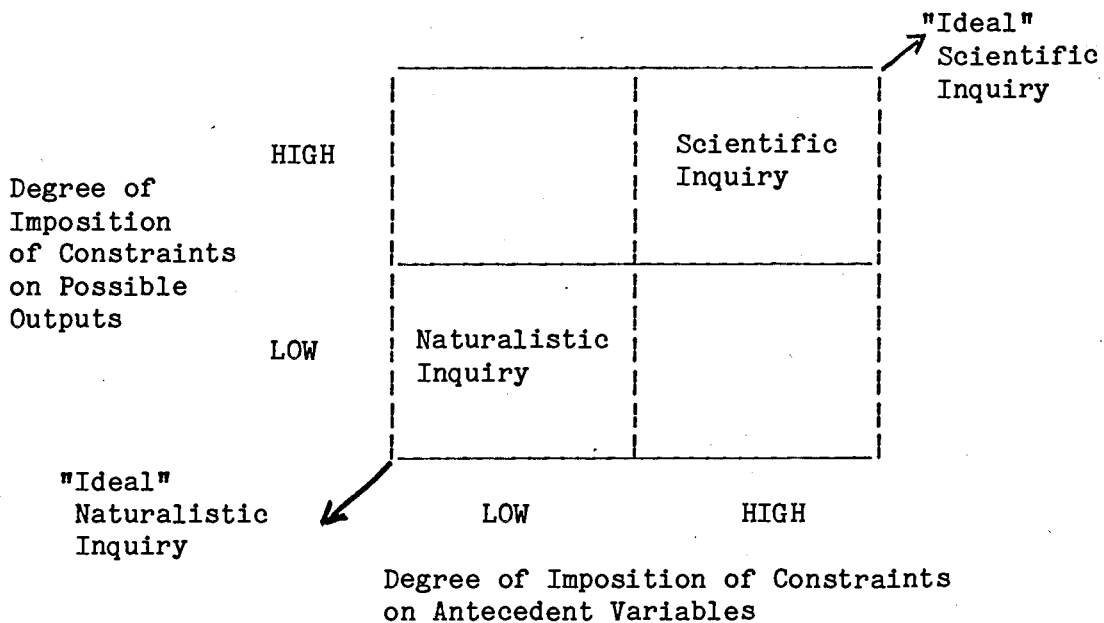 "Ideal"
Scientific
Inquiry
HIGH
Scientific
Inquiry
Degree of
Imposition
of Constraints
on Possible
Outputs
LOW
Naturalistic
Inquiry
"Ideal"
Naturalistic
Inquiry
LOW
HIGH
Degree of Imposition of Constraints
on Antecedent Variables